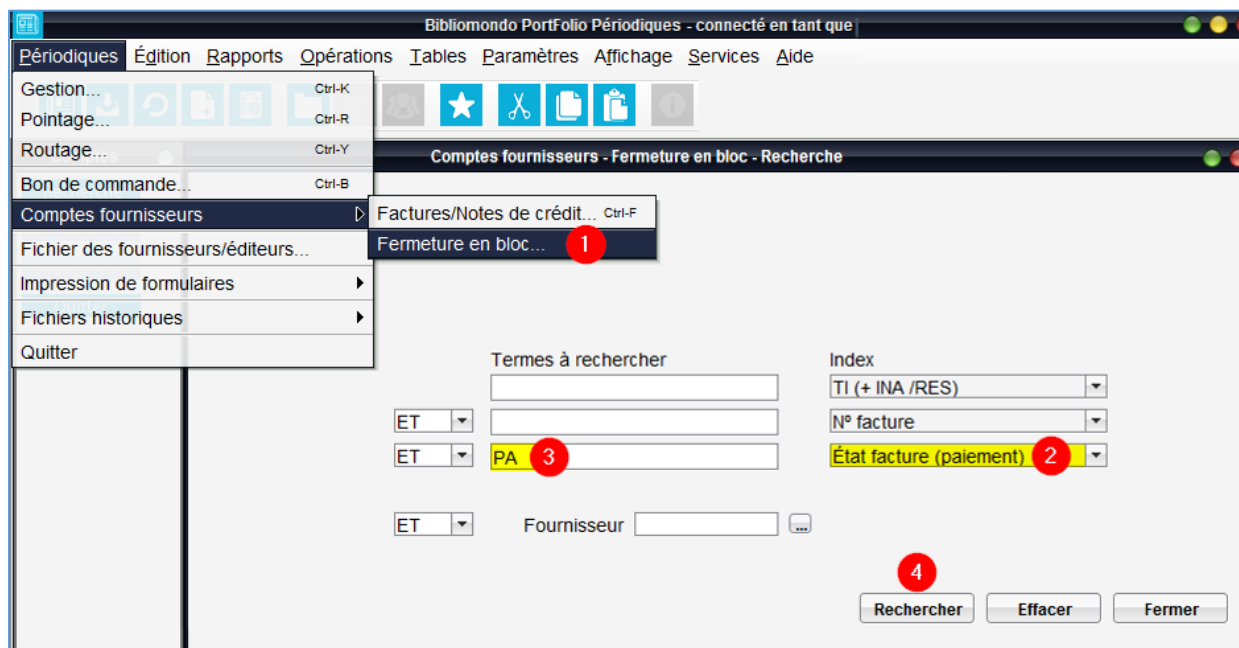 Bibliomondo PortFolio Périodiques - connecté en tant que
Périodiques Édition Rapports Opérations Tables Paramètres Affichage Services Aide
Gestion... Ctrl-K
Pointage... Ctrl-R
Routage... Ctrl-Y
Comptes fournisseurs - Fermeture en bloc - Recherche
Bon de commande... Ctrl-B
Comptes fournisseurs
Factures/Notes de crédit... Ctrl-F
Fermeture en bloc... 1
Fichier des fournisseurs/éditeurs...
Impression de formulaires
Fichiers historiques
Quitter
Termes à rechercher Index
TI (+ INA /RES)
ET Nº facture
ET PA 3 État facture (paiement) 2
ET Fournisseur ...
4
Rechercher Effacer Fermer